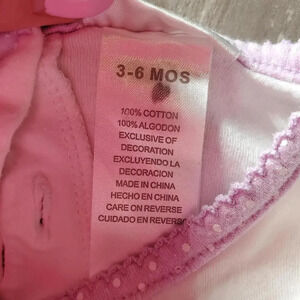 3-6 MOS
100% COTTON
100% ALGODON
EXCLUSIVE OF
DECORATION
EXCLUYENDO LA
DECORACION
MADE IN CHINA
HECHO EN CHINA
CARE ON REVERSE
CUIDADO EN REVERSO